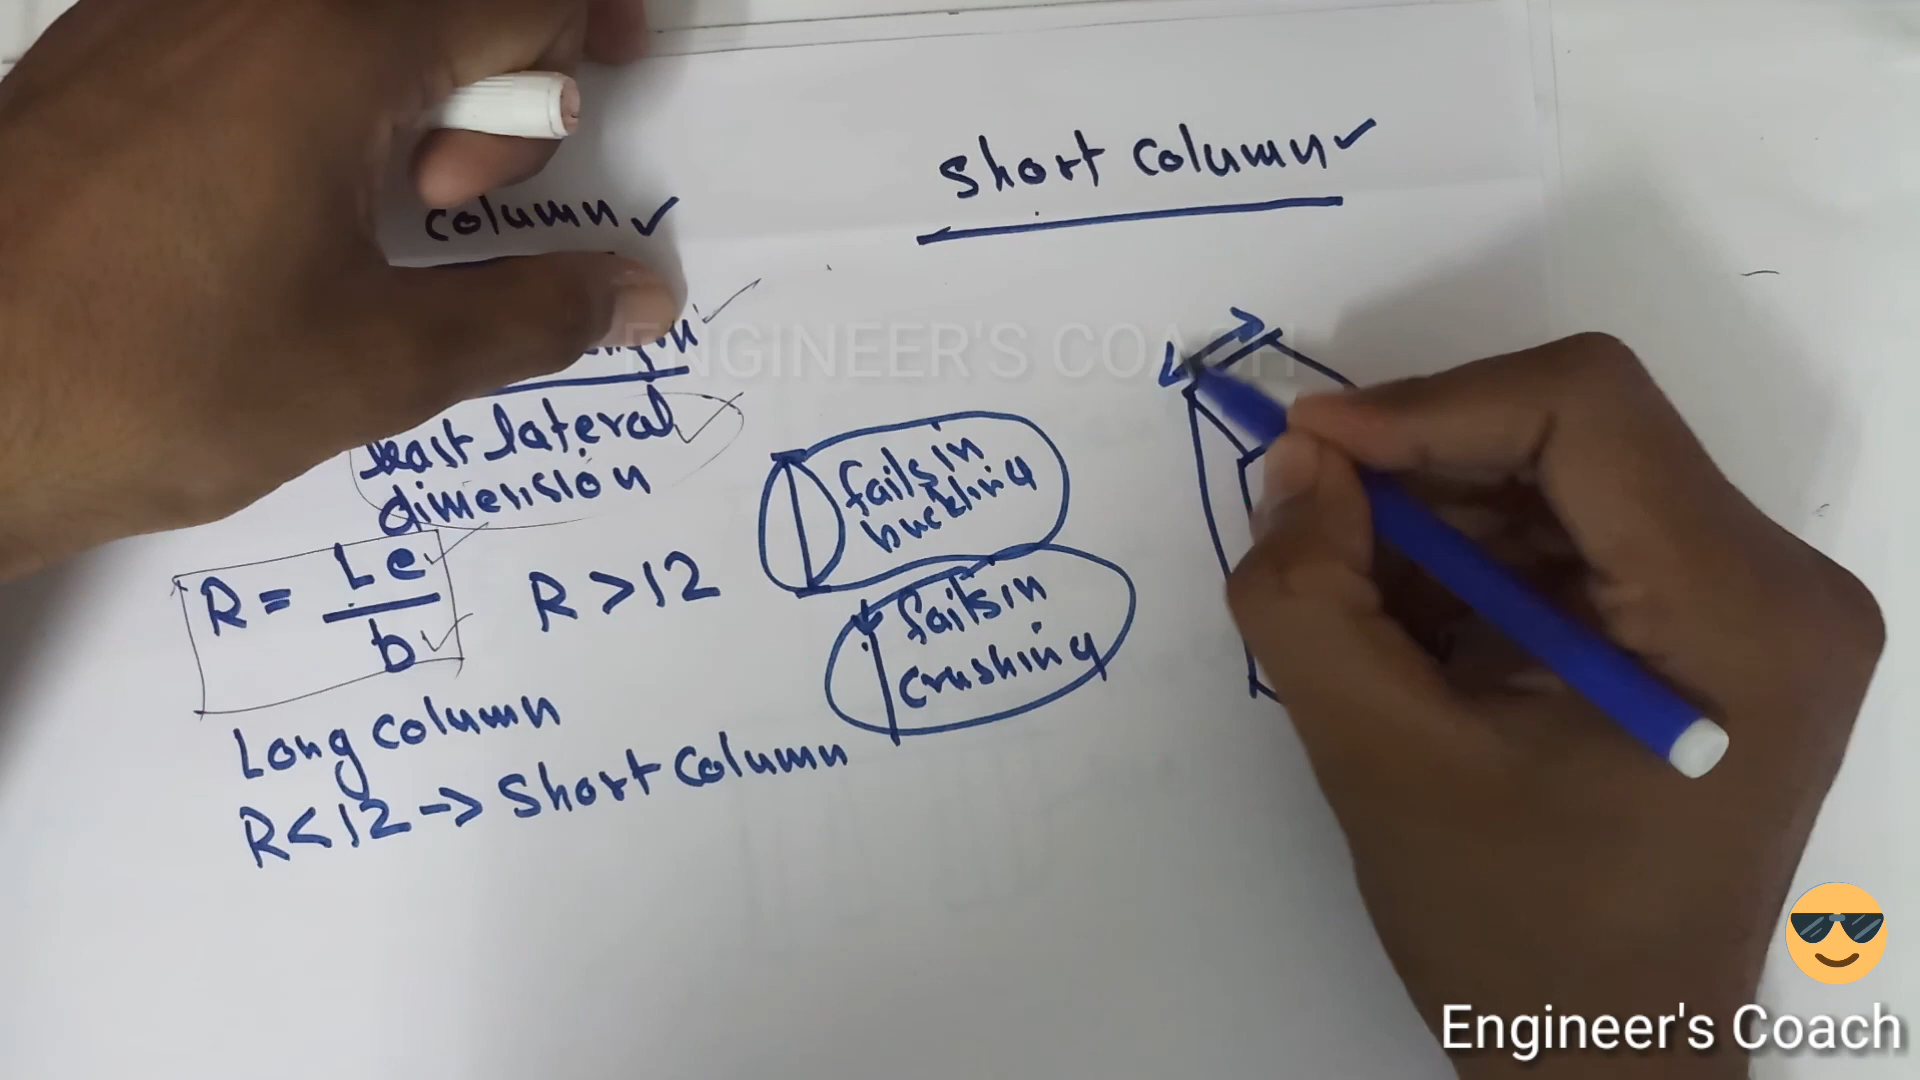 short column
column
ENGINEER'S COACH
least lateral
dimension
R = Le
b
R > 12
fails in
buckling
fails in
crushing
Long column
R < 12 → Short column
Engineer's Coach